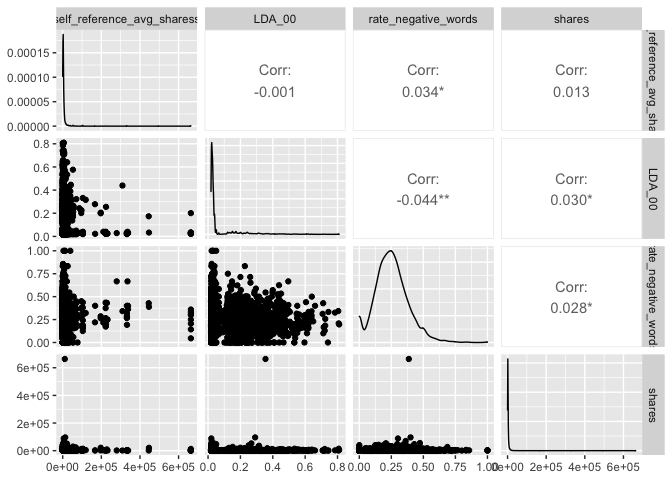 self_reference_avg_sharess
LDA_00
rate_negative_words
shares
0.00015
0.00010
0.00005
0.00000
Corr:
-0.001
Corr:
0.034*
Corr:
0.013
_reference_avg_sha
0.8
0.6
0.4
0.2
0.0
Corr:
-0.044**
Corr:
0.030*
LDA_00
1.00
0.75
0.50
0.25
0.00
Corr:
0.028*
rate_negative_words
6e+05
4e+05
2e+05
0e+00
shares
0e+00 2e+05 4e+05 6e+05
0.0 0.2 0.4 0.6 0.8
0.00 0.25 0.50 0.75 1.00
0e+00 2e+05 4e+05 6e+05